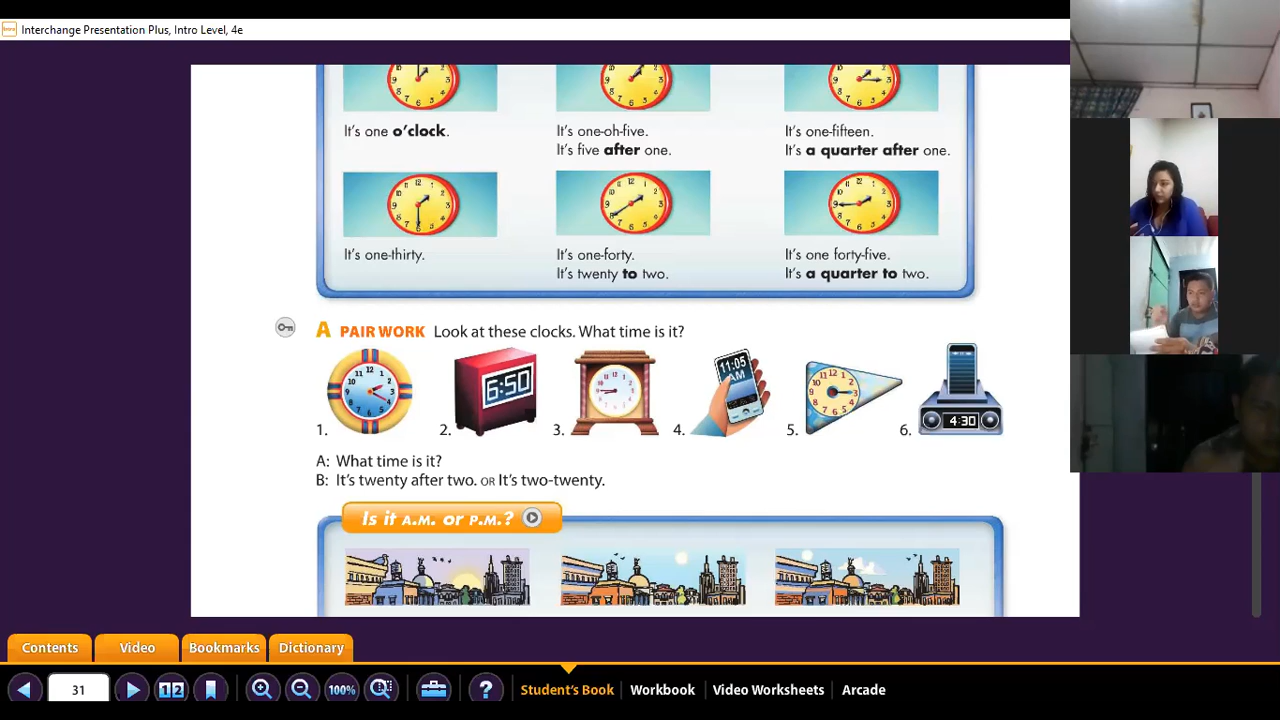 Interchange Presentation Plus, Intro Level, 4e
It's one o'clock.
It's one-oh-five.
It's five after one.
It's one-fifteen.
It's a quarter after one.
It's one-thirty.
It's one-forty.
It's twenty to two.
It's one forty-five.
It's a quarter to two.
A PAIR WORK Look at these clocks. What time is it?
1. 2. 6:50 3. 4. 11:05 AM 5. 6. 4:30
A: What time is it?
B: It's twenty after two. OR It's two-twenty.
Is it A.M. or P.M.?
Contents Video Bookmarks Dictionary
31 12 100% ? Student's Book Workbook Video Worksheets Arcade